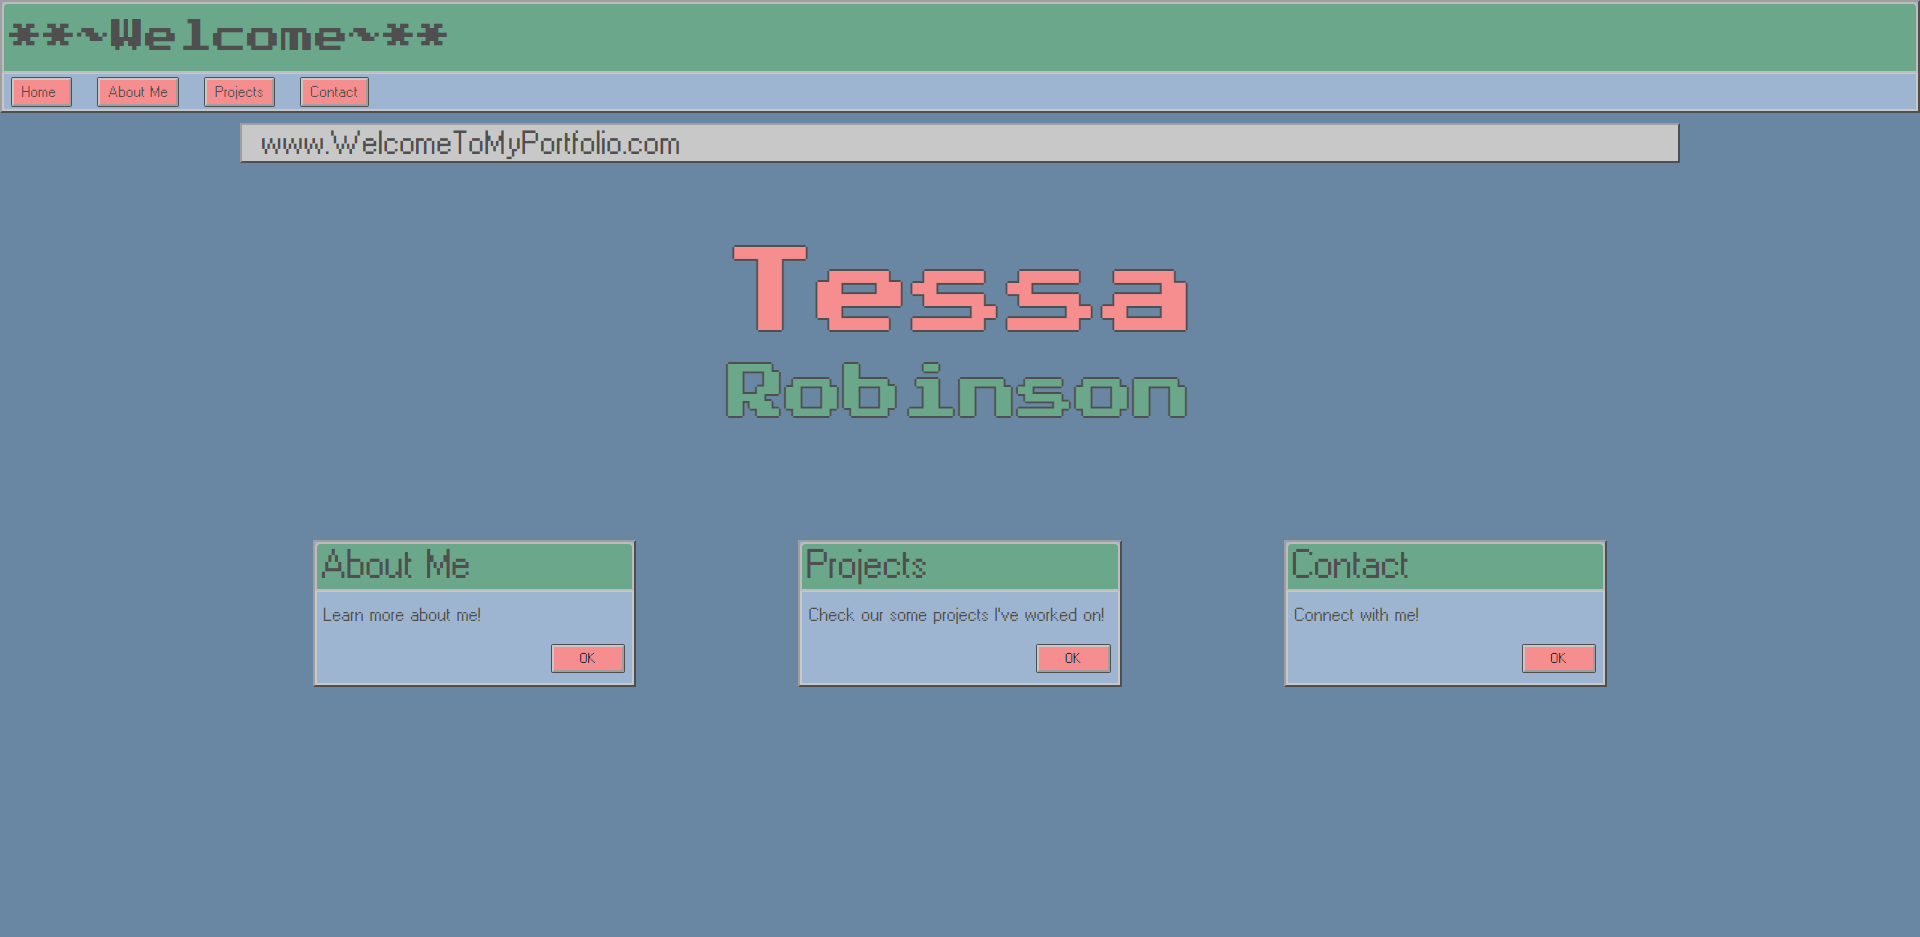 **~Welcome~**
Home About Me Projects Contact
www.WelcomeToMyPortfolio.com
Tessa
Robinson
About Me
Learn more about me!
OK
Projects
Check our some projects I've worked on!
OK
Contact
Connect with me!
OK